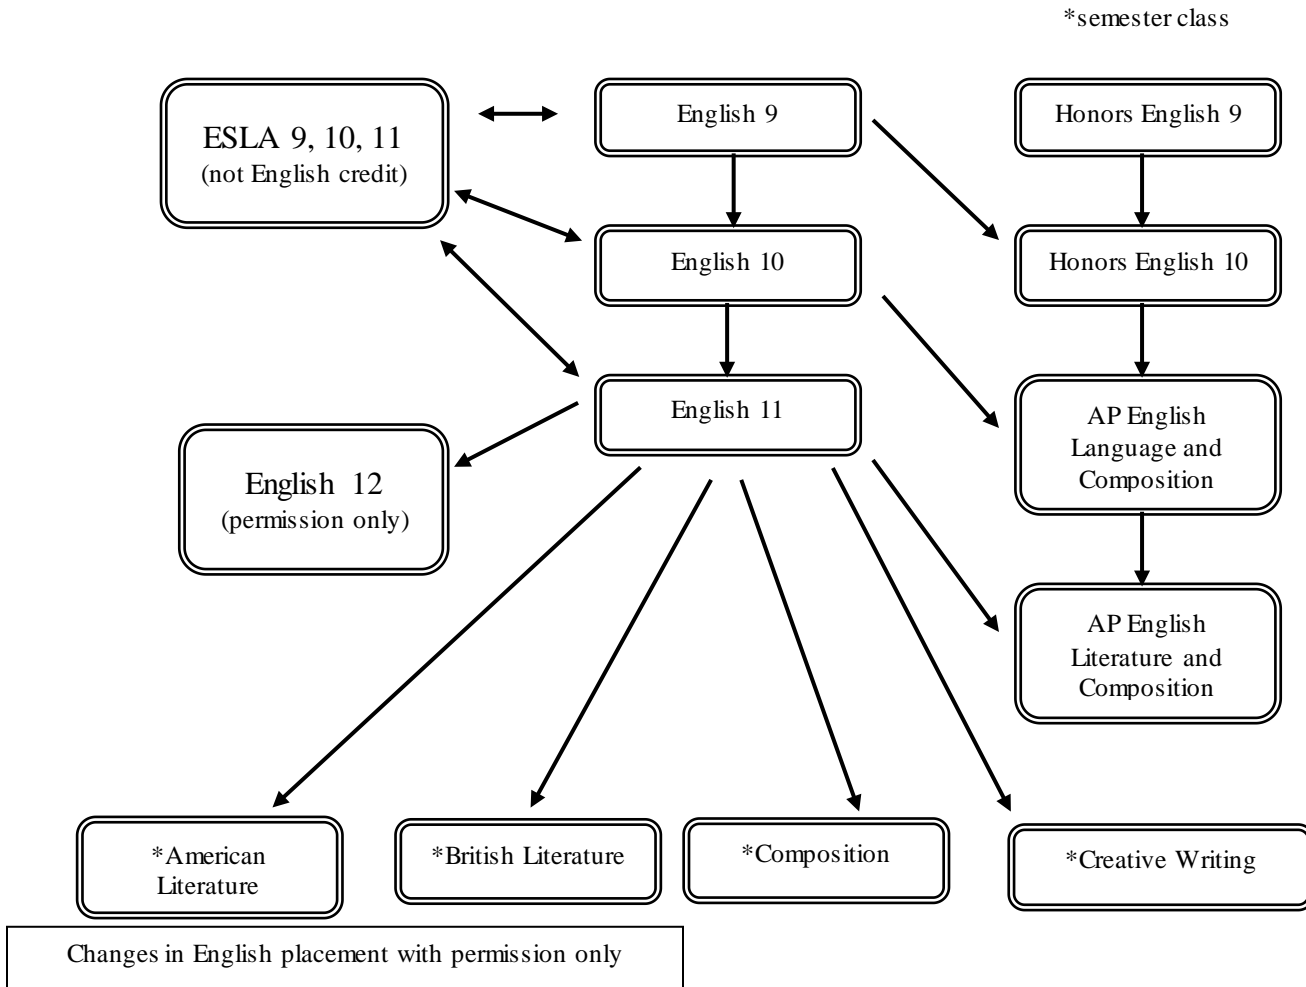 *semester class
ESLA 9, 10, 11
(not English credit)
English 9
Honors English 9
English 10
Honors English 10
English 11
AP English
Language and
Composition
English 12
(permission only)
AP English
Literature and
Composition
*American
Literature
*British Literature
*Composition
*Creative Writing
Changes in English placement with permission only